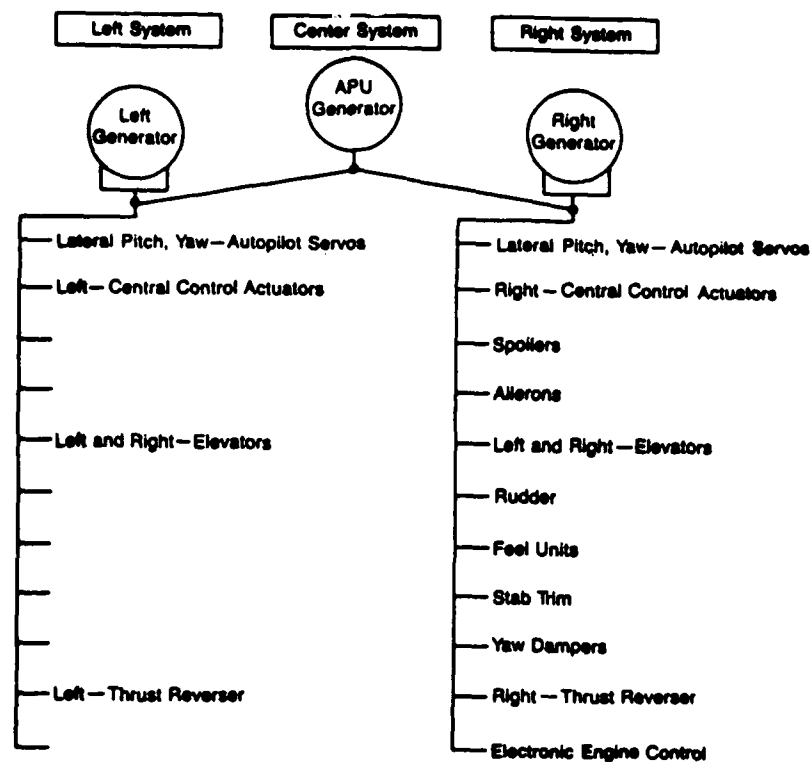 Left System
Center System
Right System
Left
Generator
APU
Generator
Right
Generator
Lateral Pitch, Yaw—Autopilot Servos
Left—Central Control Actuators
Left and Right—Elevators
Left—Thrust Reverser
Lateral Pitch, Yaw—Autopilot Servos
Right—Central Control Actuators
Spoilers
Ailerons
Left and Right—Elevators
Rudder
Feel Units
Stab Trim
Yaw Dampers
Right—Thrust Reverser
Electronic Engine Control